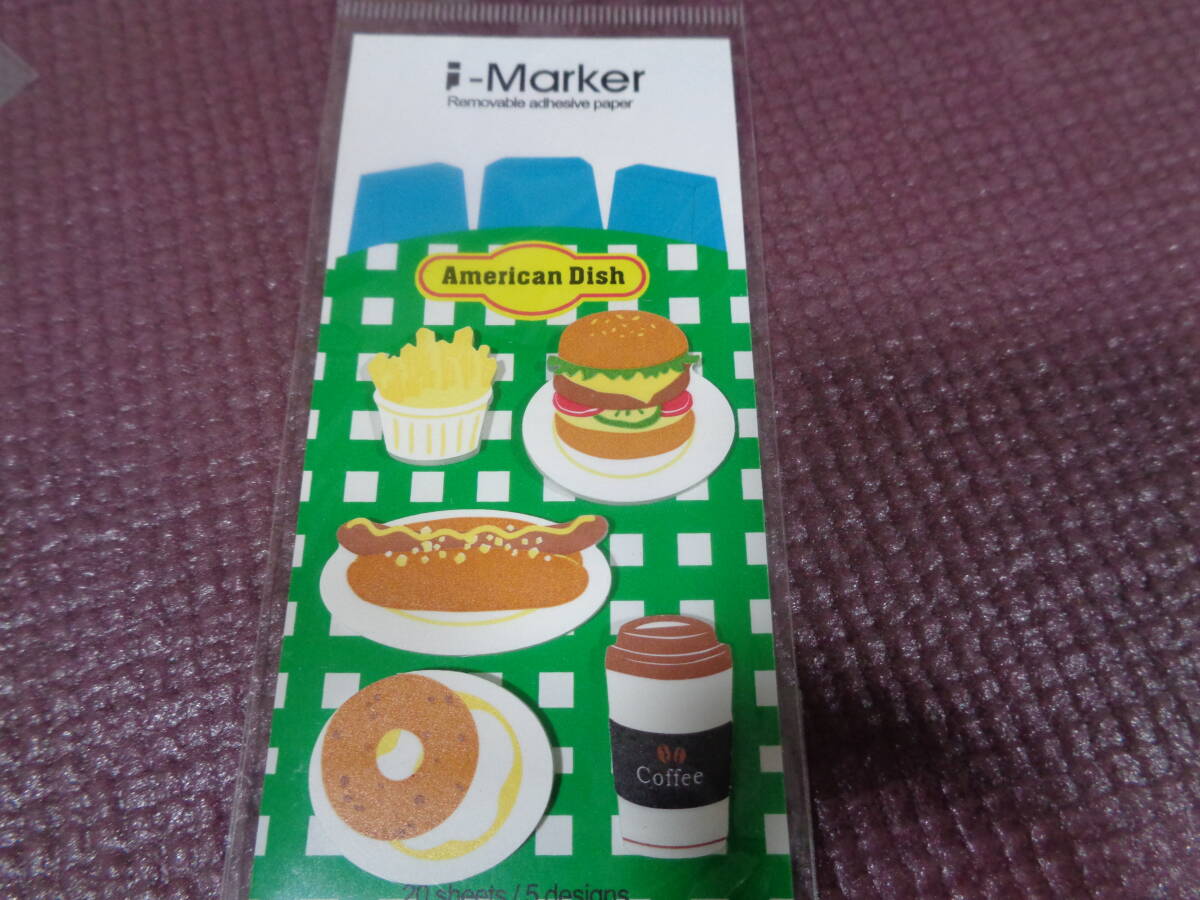 i-Marker
Removable adhesive paper
American Dish
Coffee
20 sheets / 5 designs